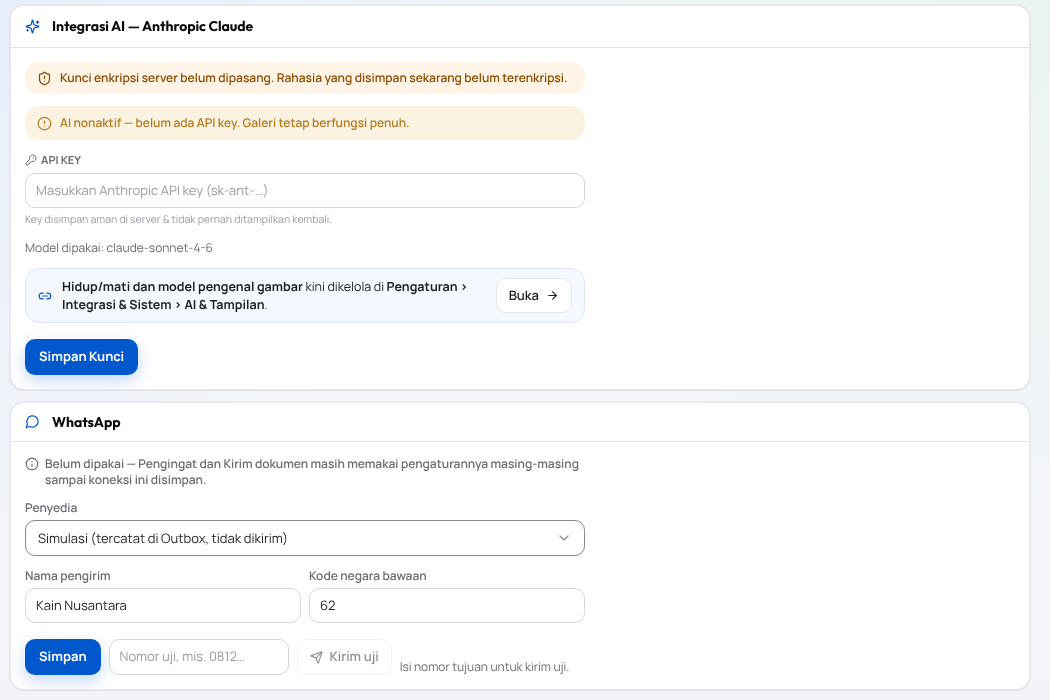 Integrasi AI — Anthropic Claude
Kunci enkripsi server belum dipasang. Rahasia yang disimpan sekarang belum terenkripsi.
AI nonaktif — belum ada API key. Galeri tetap berfungsi penuh.
API KEY
Masukkan Anthropic API key (sk-ant-…)
Key disimpan aman di server & tidak pernah ditampilkan kembali.
Model dipakai: claude-sonnet-4-6
Hidup/mati dan model pengenal gambar kini dikelola di Pengaturan ›
Integrasi & Sistem › AI & Tampilan.
Buka →
Simpan Kunci
WhatsApp
Belum dipakai — Pengingat dan Kirim dokumen masih memakai pengaturannya masing-masing
sampai koneksi ini disimpan.
Penyedia
Simulasi (tercatat di Outbox, tidak dikirim)
Nama pengirim
Kode negara bawaan
Kain Nusantara
62
Simpan
Nomor uji, mis. 0812…
Kirim uji
Isi nomor tujuan untuk kirim uji.